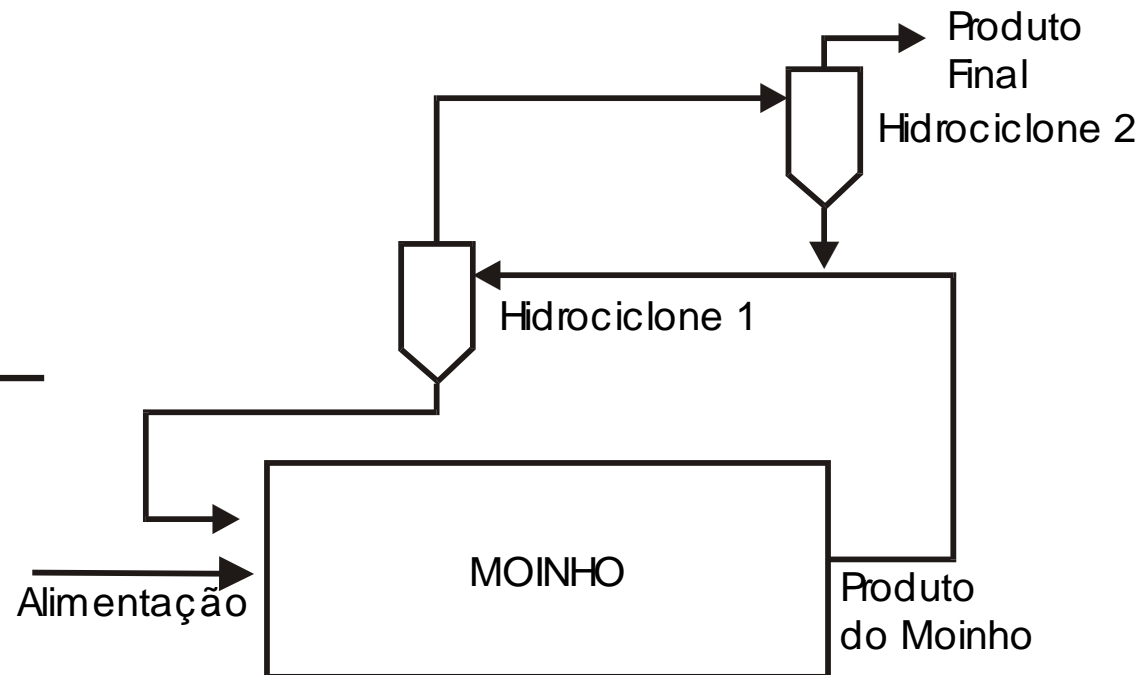 Produto
Final
Hidrociclone 2
Hidrociclone 1
MOINHO
Alimentação
Produto
do Moinho